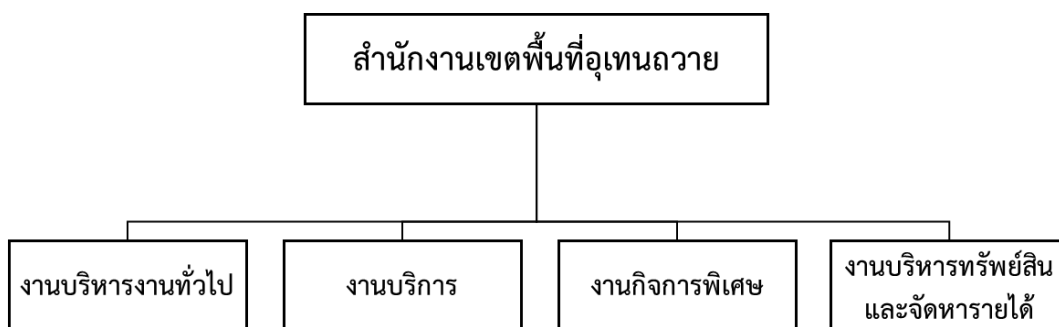 สำนักงานเขตพื้นที่อุเทนถวาย
งานบริหารงานทั่วไป
งานบริการ
งานกิจการพิเศษ
งานบริหารทรัพย์สิน
และจัดหารายได้